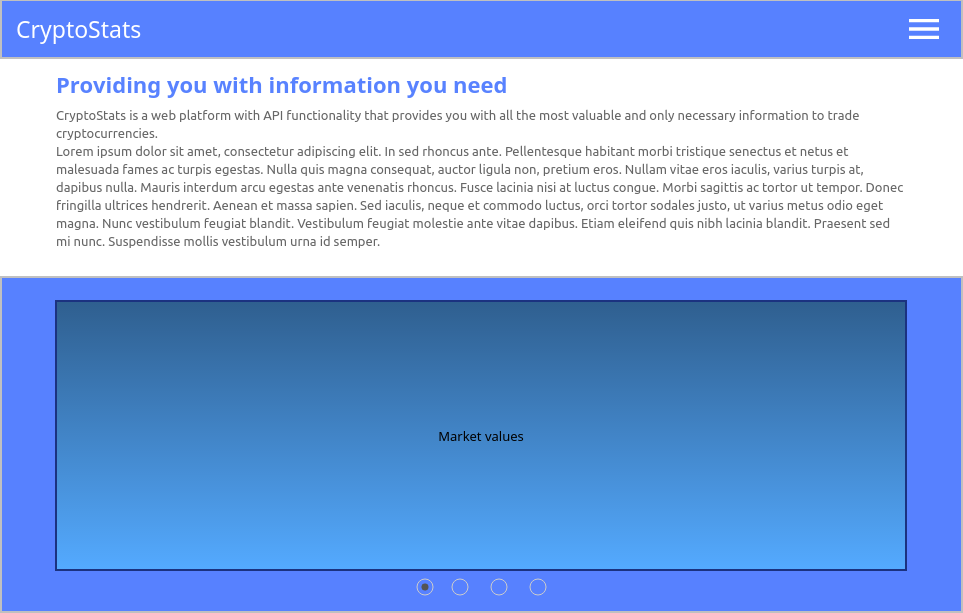 CryptoStats
Providing you with information you need
CryptoStats is a web platform with API functionality that provides you with all the most valuable and only necessary information to trade
cryptocurrencies.
Lorem ipsum dolor sit amet, consectetur adipiscing elit. In sed rhoncus ante. Pellentesque habitant morbi tristique senectus et netus et
malesuada fames ac turpis egestas. Nulla quis magna consequat, auctor ligula non, pretium eros. Nullam vitae eros iaculis, varius turpis at,
dapibus nulla. Mauris interdum arcu egestas ante venenatis rhoncus. Fusce lacinia nisi at luctus congue. Morbi sagittis ac tortor ut tempor. Donec
fringilla ultrices hendrerit. Aenean et massa sapien. Sed iaculis, neque et commodo luctus, orci tortor sodales justo, ut varius metus odio eget
magna. Nunc vestibulum feugiat blandit. Vestibulum feugiat molestie ante vitae dapibus. Etiam eleifend quis nibh lacinia blandit. Praesent sed
mi nunc. Suspendisse mollis vestibulum urna id semper.
Market values